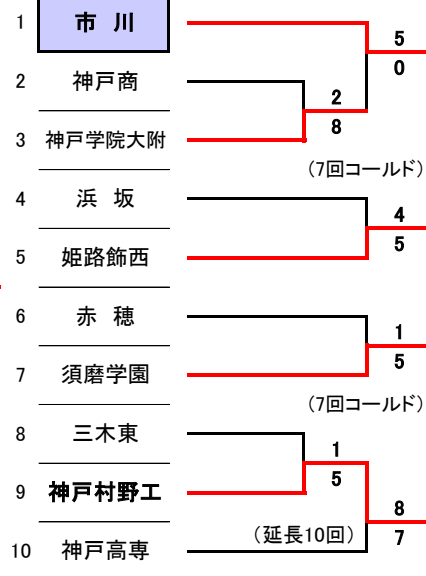 1 市 川
5
0
2 神戸商
2
8
3 神戸学院大附
(7回コールド)
4 浜 坂
4
5
5 姫路飾西
6 赤 穂
1
5
7 須磨学園
(7回コールド)
8 三木東
1
5
9 神戸村野工
8
7
(延長10回)
10 神戸高専